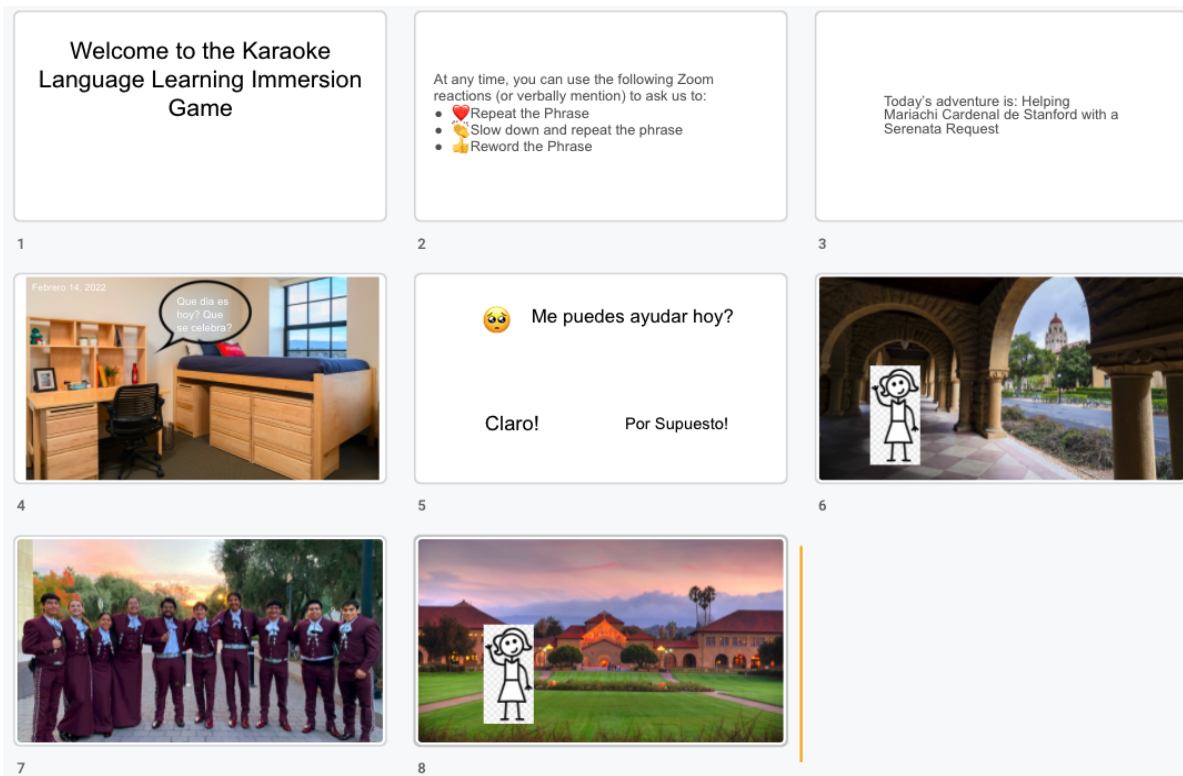 Welcome to the Karaoke
Language Learning Immersion
Game
At any time, you can use the following Zoom
reactions (or verbally mention) to ask us to:
● ❤️Repeat the Phrase
● 👏Slow down and repeat the phrase
● 👍Reword the Phrase
Today's adventure is: Helping
Mariachi Cardenal de Stanford with a
Serenata Request
1
2
3
Febrero 14, 2022
Que dia es
hoy? Que
se celebra?
🥺 Me puedes ayudar hoy?
Claro!
Por Supuesto!
4
5
6
7
8